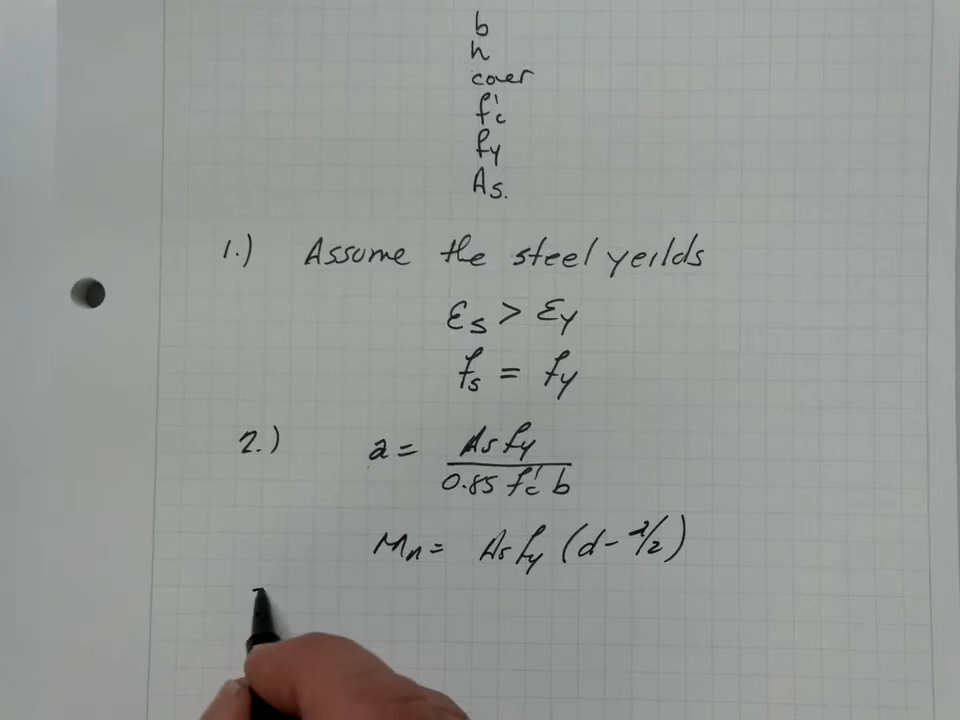 b
h
cover
f'c
fy
As.
1.) Assume the steel yeilds
εs > εy
fs = fy
2.) a = As fy
0.85 f'c b
Mn = As fy (d - a/2)